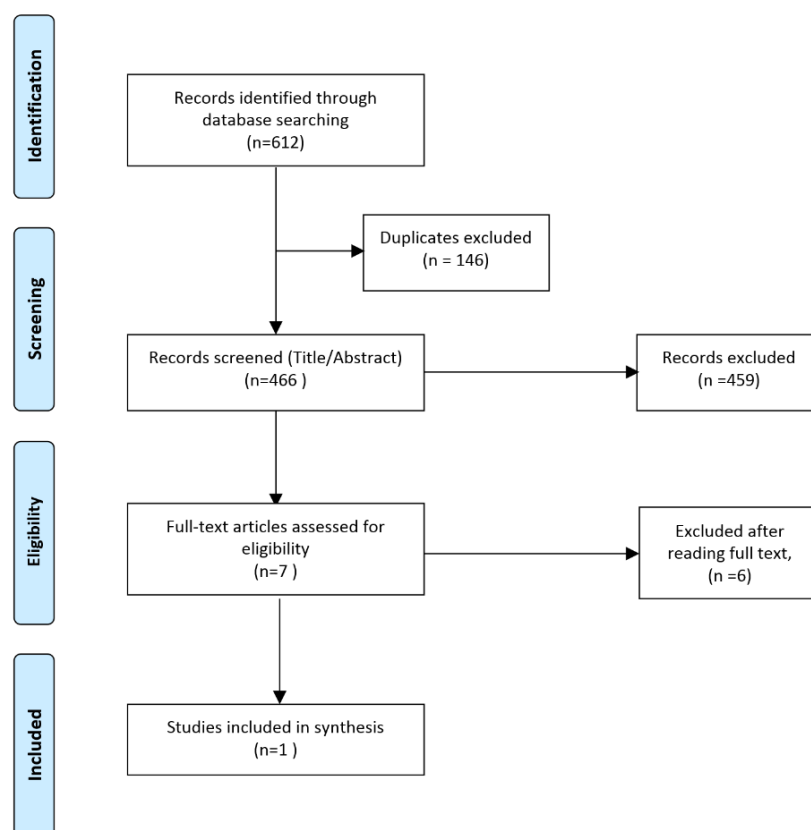 Identification
Records identified through
database searching
(n=612)
Duplicates excluded
(n = 146)
Screening
Records screened (Title/Abstract)
(n=466 )
Records excluded
(n =459)
Eligibility
Full-text articles assessed for
eligibility
(n=7 )
Excluded after
reading full text,
(n =6)
Included
Studies included in synthesis
(n=1 )